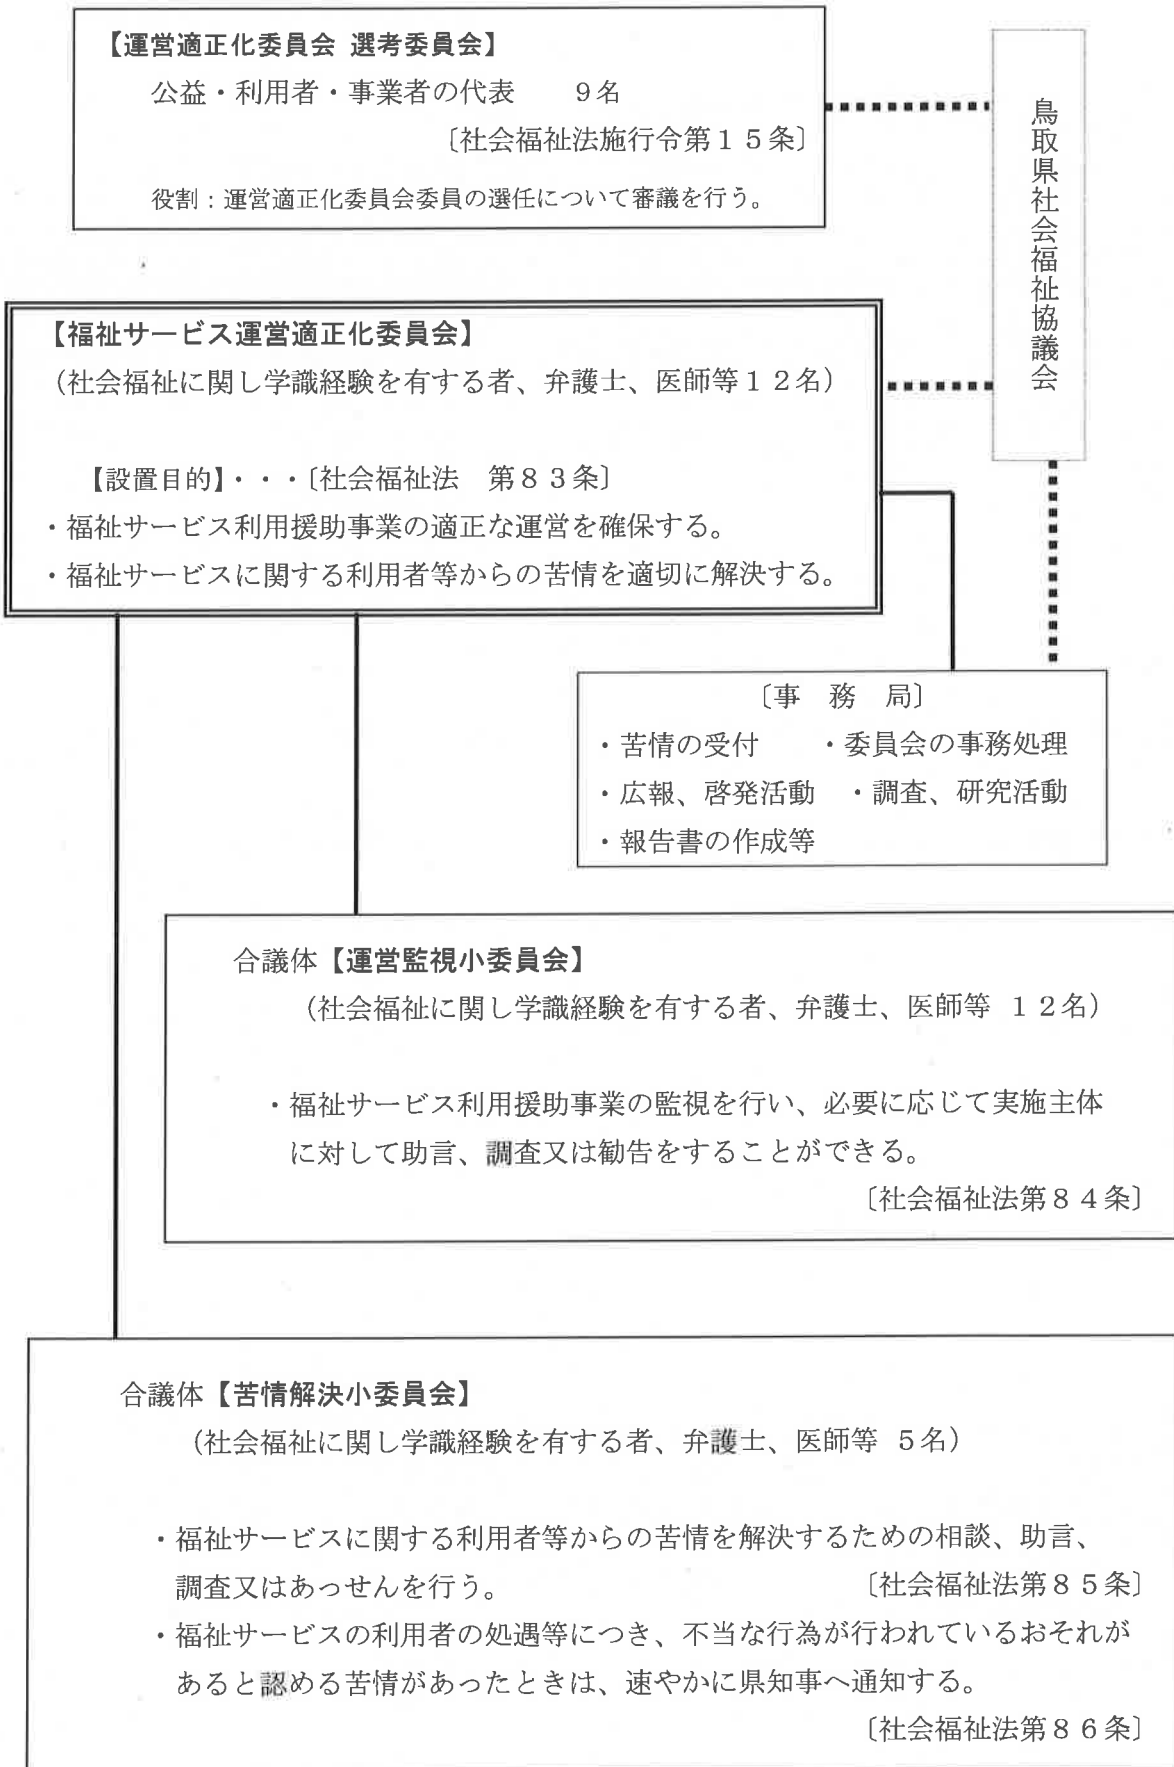 【運営適正化委員会 選考委員会】
公益・利用者・事業者の代表　　９名
〔社会福祉法施行令第１５条〕
役割：運営適正化委員会委員の選任について審議を行う。
鳥取県社会福祉協議会
【福祉サービス運営適正化委員会】
（社会福祉に関し学識経験を有する者、弁護士、医師等１２名）
【設置目的】・・・〔社会福祉法　第８３条〕
・福祉サービス利用援助事業の適正な運営を確保する。
・福祉サービスに関する利用者等からの苦情を適切に解決する。
〔事　務　局〕
・苦情の受付　　・委員会の事務処理
・広報、啓発活動　・調査、研究活動
・報告書の作成等
合議体【運営監視小委員会】
（社会福祉に関し学識経験を有する者、弁護士、医師等 １２名）
・福祉サービス利用援助事業の監視を行い、必要に応じて実施主体
に対して助言、調査又は勧告をすることができる。
〔社会福祉法第８４条〕
合議体【苦情解決小委員会】
（社会福祉に関し学識経験を有する者、弁護士、医師等 ５名）
・福祉サービスに関する利用者等からの苦情を解決するための相談、助言、
調査又はあっせんを行う。　　〔社会福祉法第８５条〕
・福祉サービスの利用者の処遇等につき、不当な行為が行われているおそれが
あると認める苦情があったときは、速やかに県知事へ通知する。
〔社会福祉法第８６条〕